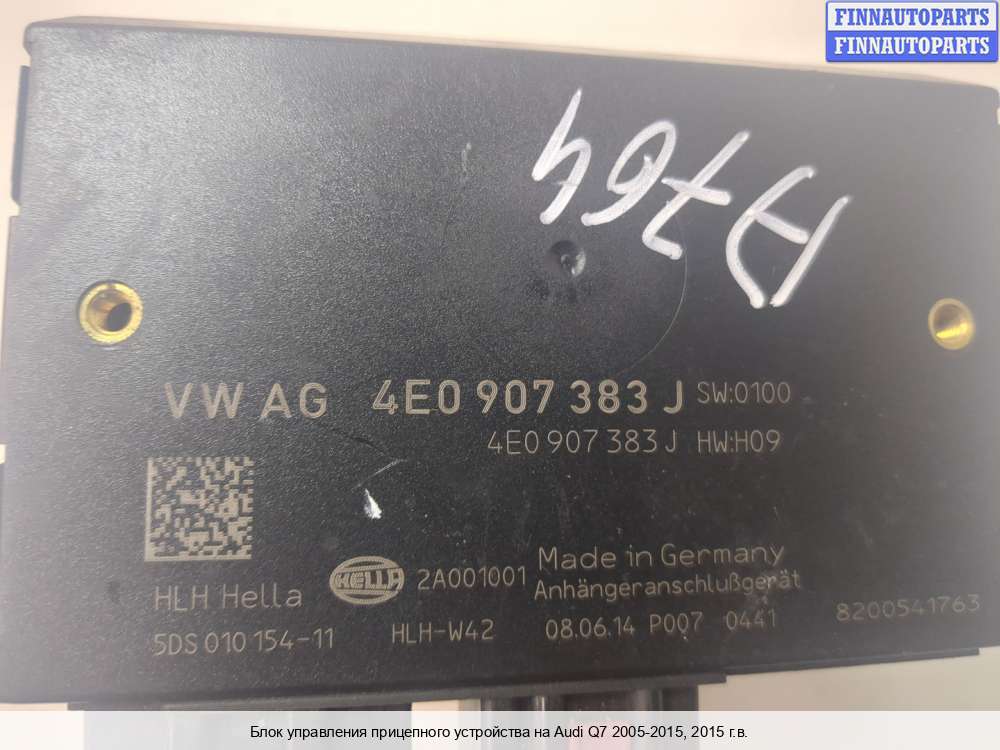 FINNAUTOPARTS
FINNAUTOPARTS
A764
VW AG 4E0 907 383 J SW:0100
4E0 907 383 J HW:H09
HLH Hella HELLA 2A001001 Made in Germany
Anhängeranschlußgerät
5DS 010 154-11 HLH-W42 08.06.14 P007 0441 8200541763
Блок управления прицепного устройства на Audi Q7 2005-2015, 2015 г.в.